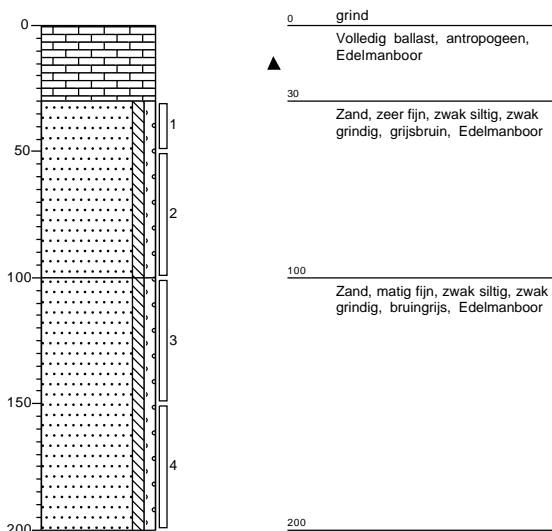 0
50
100
150
200
1
2
3
4
0
grind
Volledig ballast, antropogeen,
Edelmanboor
30
Zand, zeer fijn, zwak siltig, zwak
grindig, grijsbruin, Edelmanboor
100
Zand, matig fijn, zwak siltig, zwak
grindig, bruingrijs, Edelmanboor
200